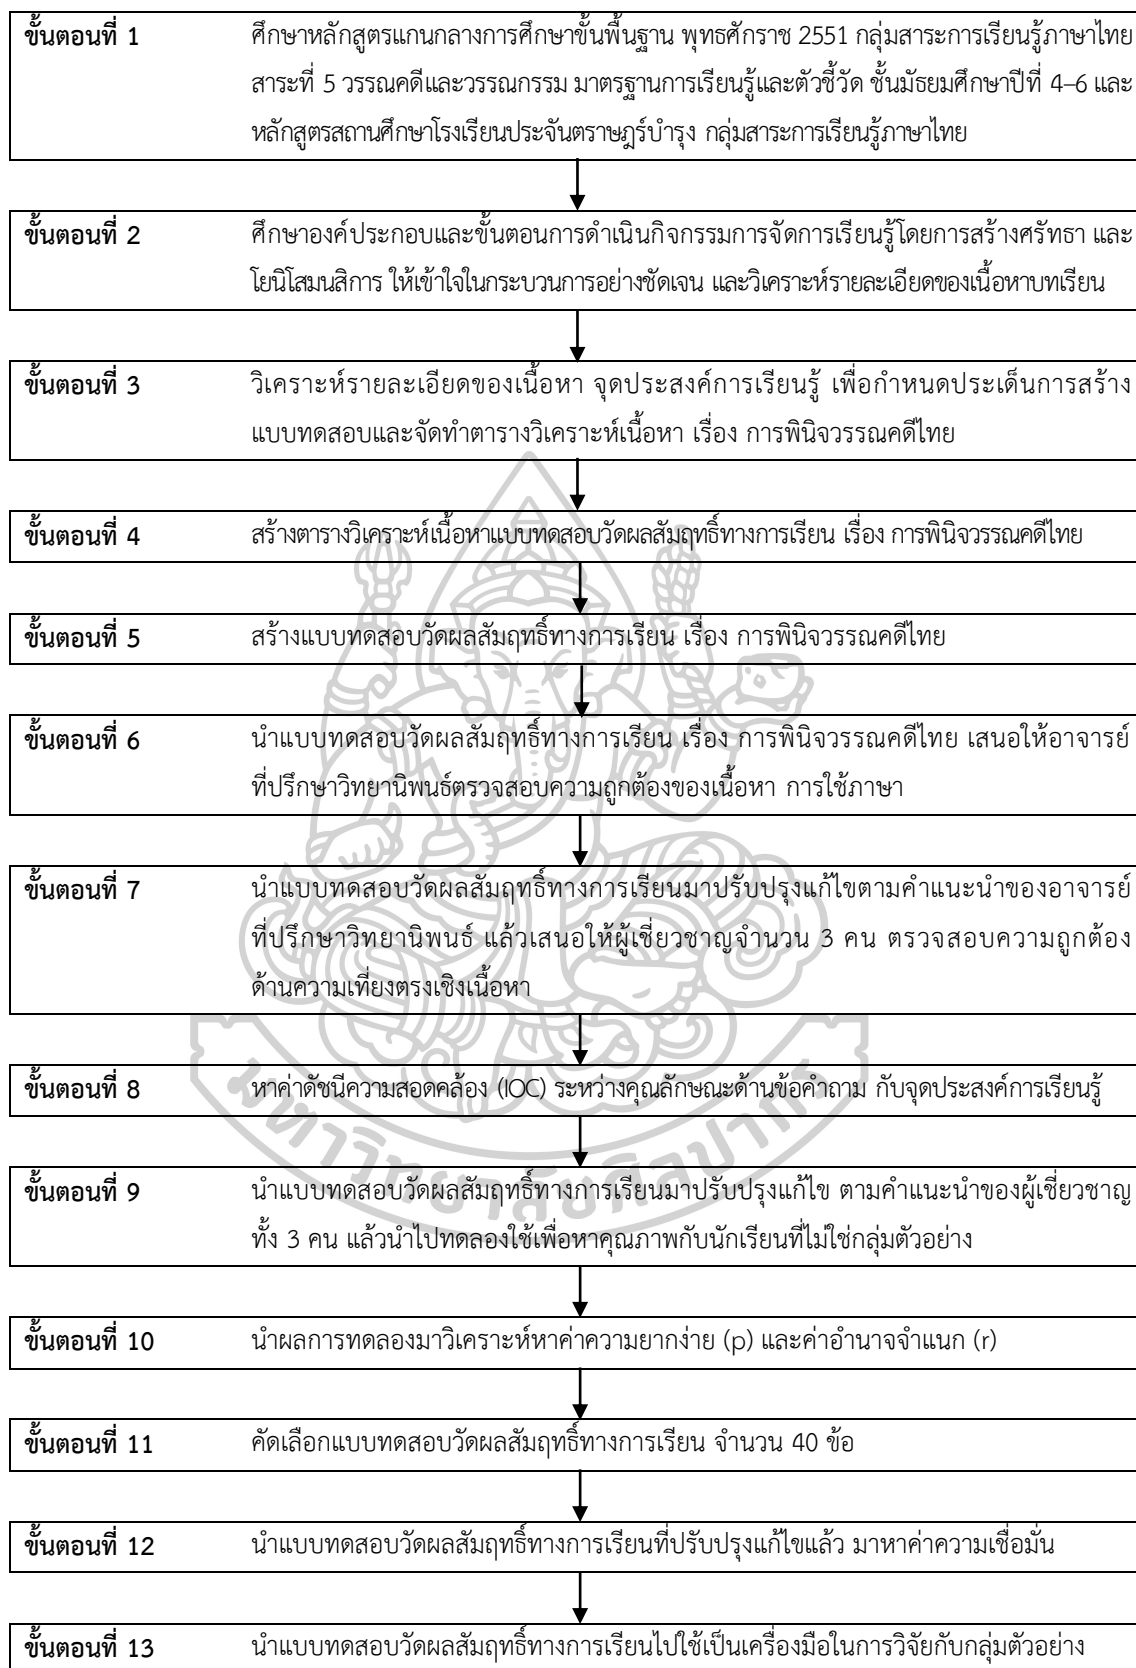 ขั้นตอนที่ 1 ศึกษาหลักสูตรแกนกลางการศึกษาขั้นพื้นฐาน พุทธศักราช 2551 กลุ่มสาระการเรียนรู้ภาษาไทย
สาระที่ 5 วรรณคดีและวรรณกรรม มาตรฐานการเรียนรู้และตัวชี้วัด ชั้นมัธยมศึกษาปีที่ 4–6 และ
หลักสูตรสถานศึกษาโรงเรียนประจันตราษฎร์บำรุง กลุ่มสาระการเรียนรู้ภาษาไทย
ขั้นตอนที่ 2 ศึกษาองค์ประกอบและขั้นตอนการดำเนินกิจกรรมการจัดการเรียนรู้โดยการสร้างศรัทธา และ
โยนิโสมนสิการ ให้เข้าใจในกระบวนการอย่างชัดเจน และวิเคราะห์รายละเอียดของเนื้อหาบทเรียน
ขั้นตอนที่ 3 วิเคราะห์รายละเอียดของเนื้อหา จุดประสงค์การเรียนรู้ เพื่อกำหนดประเด็นการสร้าง
แบบทดสอบและจัดทำตารางวิเคราะห์เนื้อหา เรื่อง การพินิจวรรณคดีไทย
ขั้นตอนที่ 4 สร้างตารางวิเคราะห์เนื้อหาแบบทดสอบวัดผลสัมฤทธิ์ทางการเรียน เรื่อง การพินิจวรรณคดีไทย
ขั้นตอนที่ 5 สร้างแบบทดสอบวัดผลสัมฤทธิ์ทางการเรียน เรื่อง การพินิจวรรณคดีไทย
ขั้นตอนที่ 6 นำแบบทดสอบวัดผลสัมฤทธิ์ทางการเรียน เรื่อง การพินิจวรรณคดีไทย เสนอให้อาจารย์
ที่ปรึกษาวิทยานิพนธ์ตรวจสอบความถูกต้องของเนื้อหา การใช้ภาษา
ขั้นตอนที่ 7 นำแบบทดสอบวัดผลสัมฤทธิ์ทางการเรียนมาปรับปรุงแก้ไขตามคำแนะนำของอาจารย์
ที่ปรึกษาวิทยานิพนธ์ แล้วเสนอให้ผู้เชี่ยวชาญจำนวน 3 คน ตรวจสอบความถูกต้อง
ด้านความเที่ยงตรงเชิงเนื้อหา
ขั้นตอนที่ 8 หาค่าดัชนีความสอดคล้อง (IOC) ระหว่างคุณลักษณะด้านข้อคำถาม กับจุดประสงค์การเรียนรู้
ขั้นตอนที่ 9 นำแบบทดสอบวัดผลสัมฤทธิ์ทางการเรียนมาปรับปรุงแก้ไข ตามคำแนะนำของผู้เชี่ยวชาญ
ทั้ง 3 คน แล้วนำไปทดลองใช้เพื่อหาคุณภาพกับนักเรียนที่ไม่ใช่กลุ่มตัวอย่าง
มหาวิทยาลัยศิลปากร
ขั้นตอนที่ 10 นำผลการทดลองมาวิเคราะห์หาค่าความยากง่าย (p) และค่าอำนาจจำแนก (r)
ขั้นตอนที่ 11 คัดเลือกแบบทดสอบวัดผลสัมฤทธิ์ทางการเรียน จำนวน 40 ข้อ
ขั้นตอนที่ 12 นำแบบทดสอบวัดผลสัมฤทธิ์ทางการเรียนที่ปรับปรุงแก้ไขแล้ว มาหาค่าความเชื่อมั่น
ขั้นตอนที่ 13 นำแบบทดสอบวัดผลสัมฤทธิ์ทางการเรียนไปใช้เป็นเครื่องมือในการวิจัยกับกลุ่มตัวอย่าง